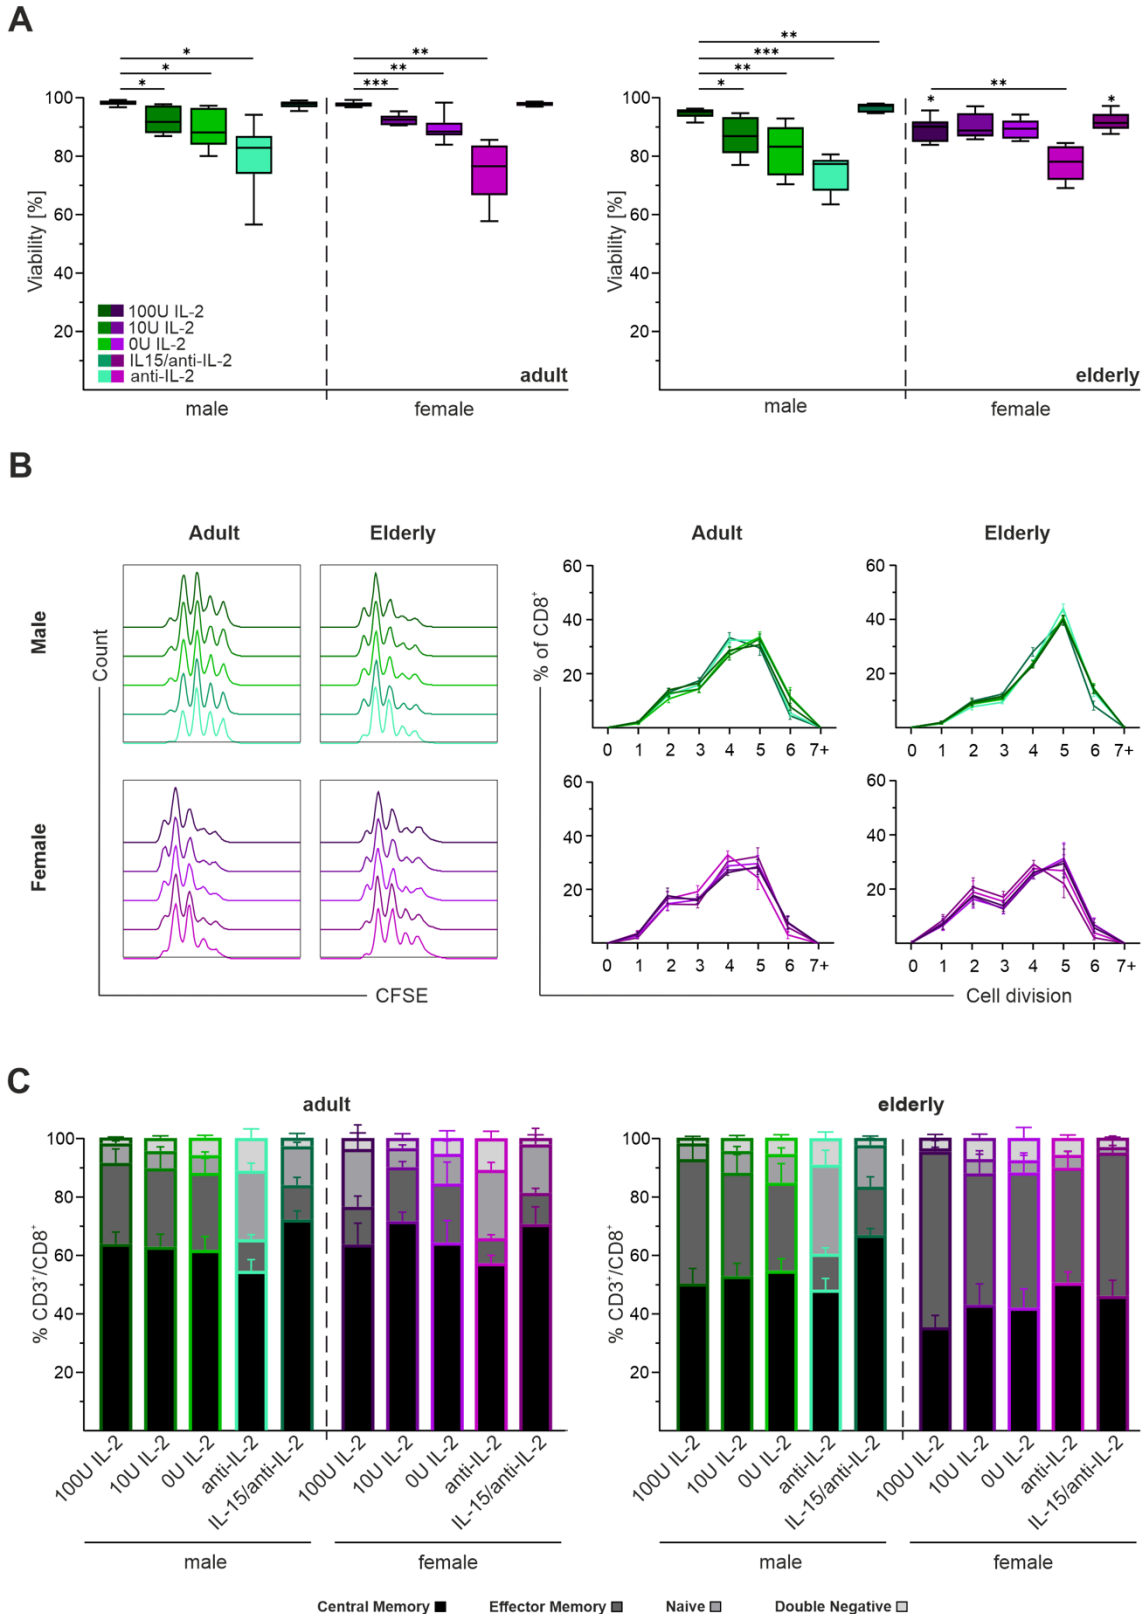 A
* * *
*** ** **
* ** *** **
* ** *
Viability [%]
100
80
60
40
20
100U IL-2
10U IL-2
0U IL-2
IL15/anti-IL-2
anti-IL-2
adult
male
female
Viability [%]
100
80
60
40
20
elderly
male
female
B
Adult
Elderly
Male
Female
Count
CFSE
Adult
Elderly
% of CD8+
60
40
20
0 1 2 3 4 5 6 7+
60
40
20
0 1 2 3 4 5 6 7+
60
40
20
0 1 2 3 4 5 6 7+
60
40
20
0 1 2 3 4 5 6 7+
Cell division
C
adult
% CD3+/CD8+
100
80
60
40
20
100U IL-2
10U IL-2
0U IL-2
anti-IL-2
IL-15/anti-IL-2
100U IL-2
10U IL-2
0U IL-2
anti-IL-2
IL-15/anti-IL-2
male
female
elderly
% CD3+/CD8+
100
80
60
40
20
100U IL-2
10U IL-2
0U IL-2
anti-IL-2
IL-15/anti-IL-2
100U IL-2
10U IL-2
0U IL-2
anti-IL-2
IL-15/anti-IL-2
male
female
Central Memory Effector Memory Naive Double Negative